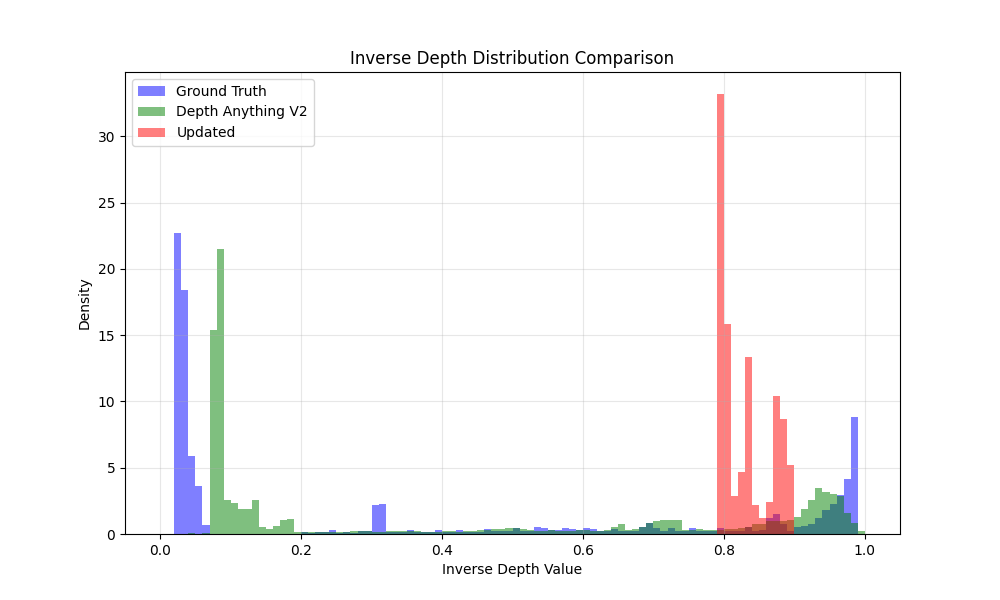 Inverse Depth Distribution Comparison
Ground Truth
Depth Anything V2
Updated
Density
30
25
20
15
10
5
0
0.0 0.2 0.4 0.6 0.8 1.0
Inverse Depth Value